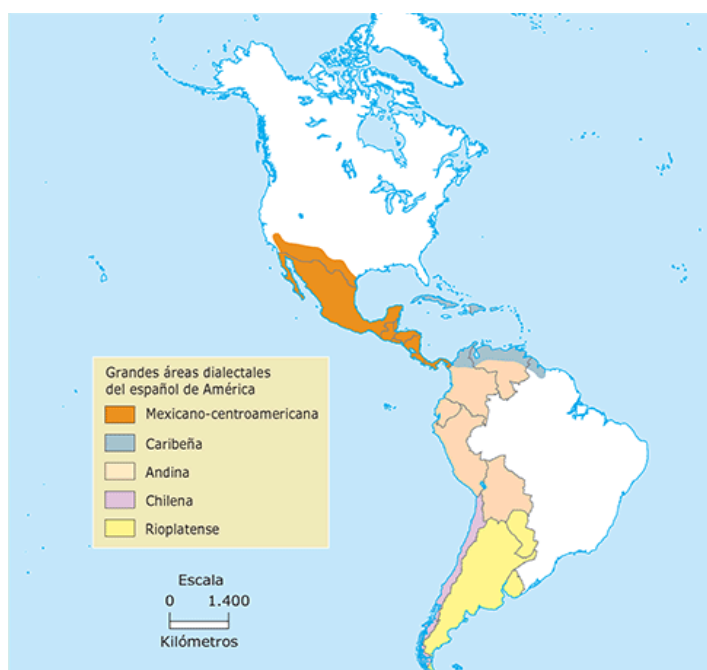 Grandes áreas dialectales
del español de América
Mexicano-centroamericana
Caribeña
Andina
Chilena
Rioplatense
Escala
0 1.400
Kilómetros